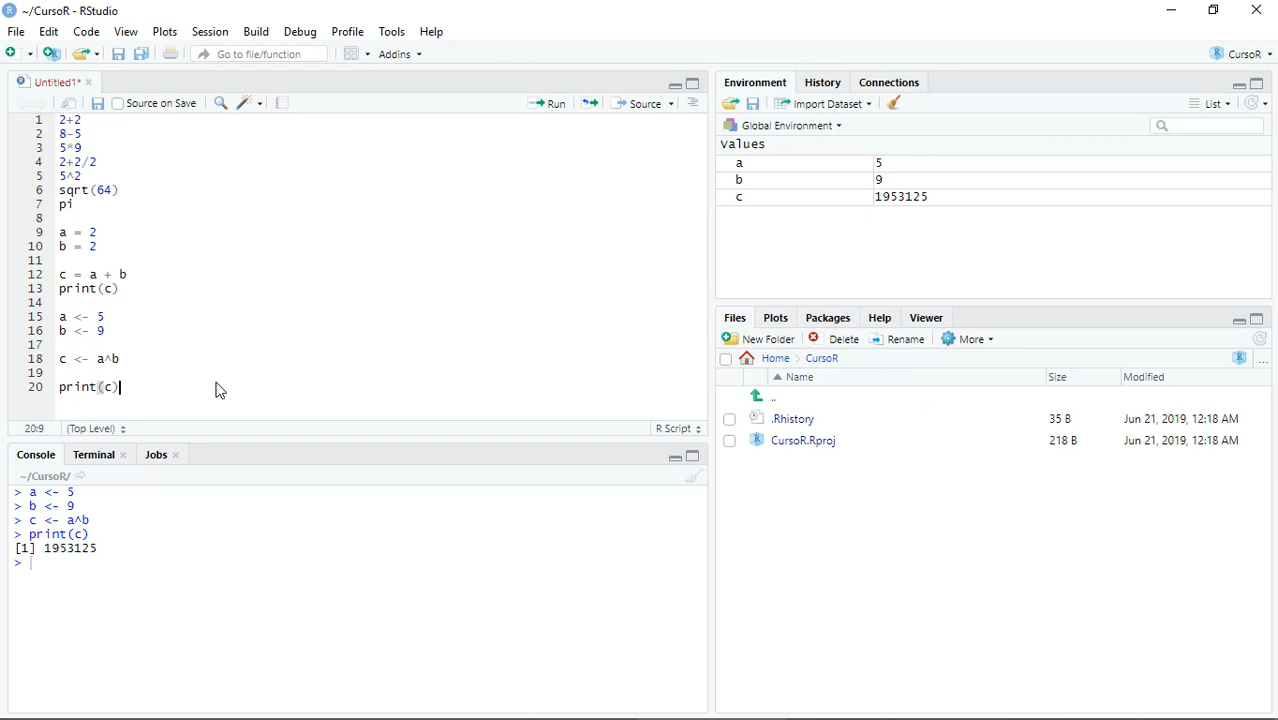 ~/CursoR - RStudio
File Edit Code View Plots Session Build Debug Profile Tools Help
Go to file/function Addins CursoR
Untitled1*
Source on Save Run Source
1 2+2
2 8-5
3 5*9
4 2+2/2
5 5^2
6 sqrt(64)
7 pi
8
9 a = 2
10 b = 2
11
12 c = a + b
13 print(c)
14
15 a <- 5
16 b <- 9
17
18 c <- a^b
19
20 print(c)
20:9 (Top Level) R Script
Console Terminal Jobs
~/CursoR/
> a <- 5
> b <- 9
> c <- a^b
> print(c)
[1] 1953125
>
Environment History Connections
Import Dataset List
Global Environment
Values
a 5
b 9
c 1953125
Files Plots Packages Help Viewer
New Folder Delete Rename More
Home CursoR ...
Name Size Modified
..
.Rhistory 35 B Jun 21, 2019, 12:18 AM
CursoR.Rproj 218 B Jun 21, 2019, 12:18 AM